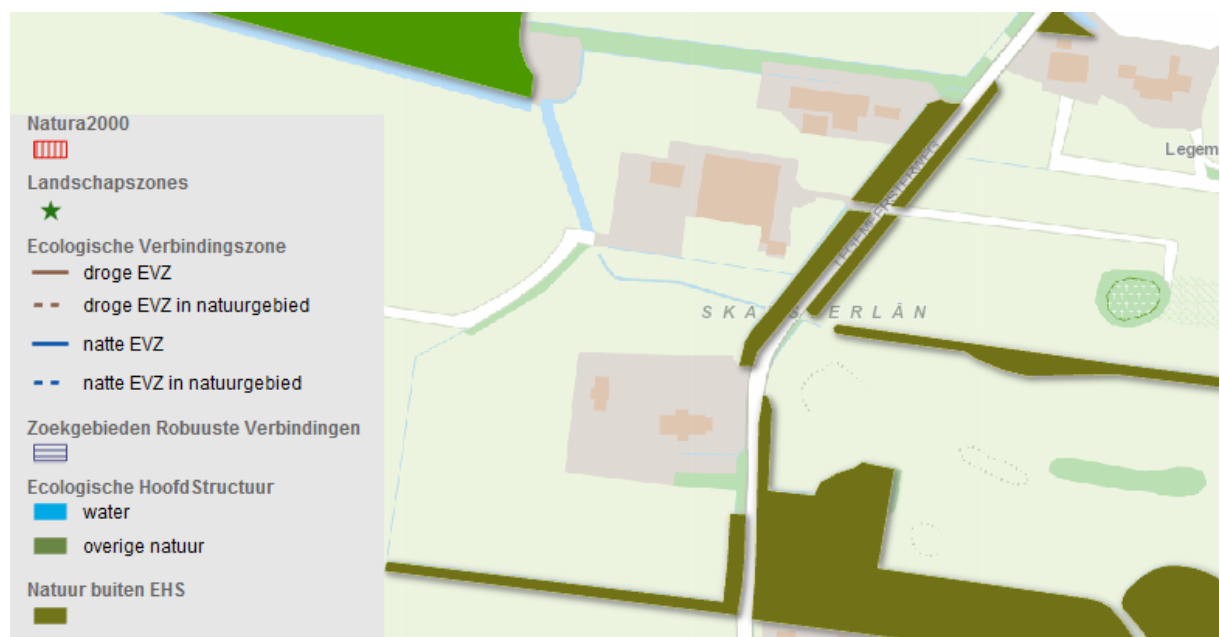 Natura2000
Landschapszones
Ecologische Verbindingszone
droge EVZ
droge EVZ in natuurgebied
natte EVZ
natte EVZ in natuurgebied
Zoekgebieden Robuuste Verbindingen
Ecologische HoofdStructuur
water
overige natuur
Natuur buiten EHS
Legem
LEGEMEERSTERWEG